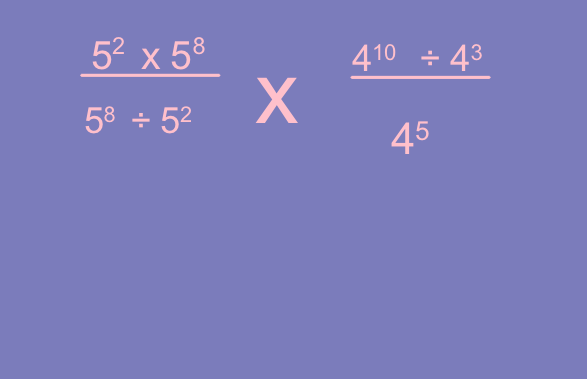 5² x 5⁸ x 4¹⁰ ÷ 4³
5⁸ ÷ 5² 4⁵